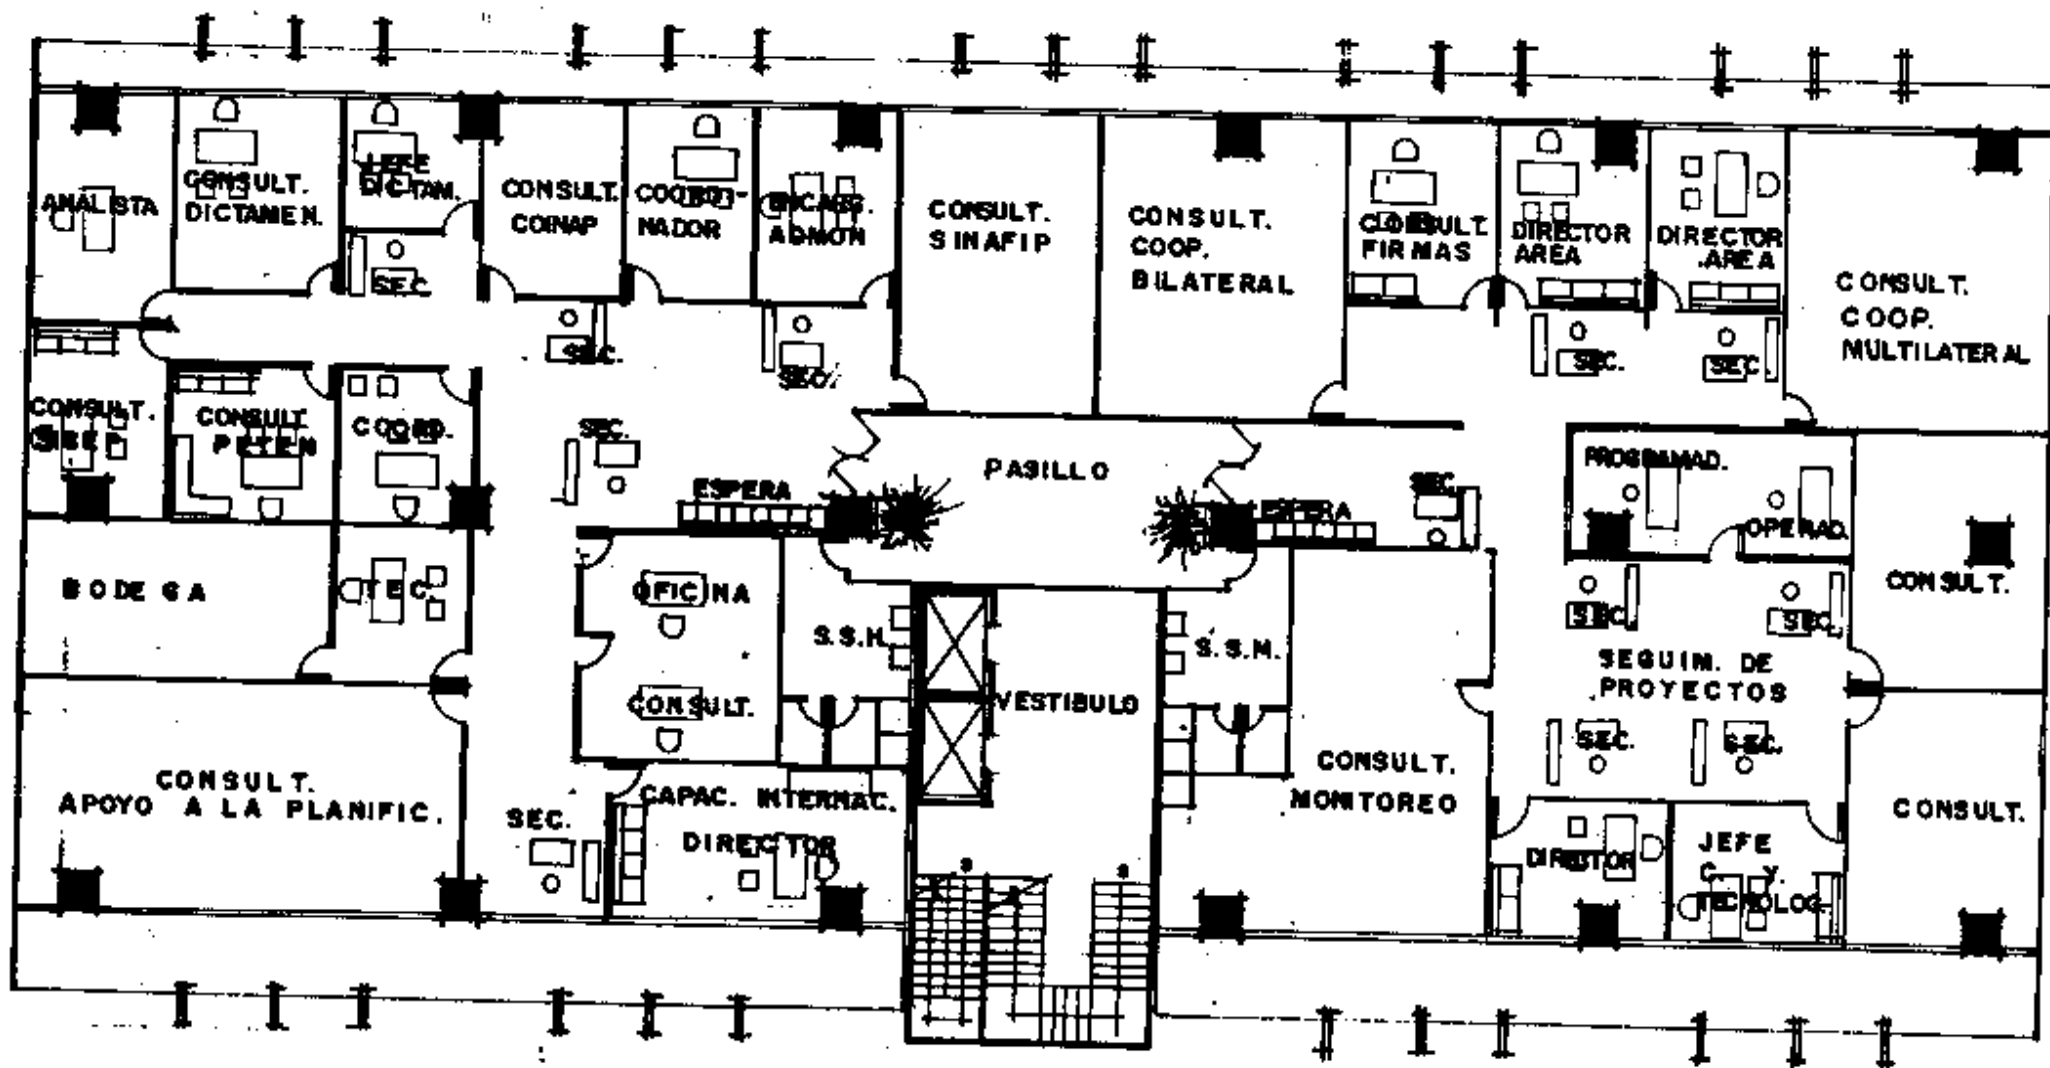 ANALISTA
CONSULT.
DICTAMEN.
JEFE
DICTAM.
SEC.
CONSULT.
COINAP
COORDI-
NADOR
ENCARG.
ADMON
CONSULT.
SINAFIP
CONSULT.
COOP.
BILATERAL
CONSULT.
FIRMAS
DIRECTOR
AREA
DIRECTOR
AREA
CONSULT.
COOP.
MULTILATERAL
SEC.
SEC.
SEC.
SEC.
CONSULT.
CONSULT.
PETEN
COORD.
SEC.
ESPERA
PASILLO
ESPERA
SEC.
PROGRAMAD.
OPERAD.
BODEGA
TEC.
OFICINA
CONSULT.
S.S.H.
VESTIBULO
S.S.M.
SEC.
SEC.
CONSULT.
SEGUIM. DE
PROYECTOS
SEC.
SEC.
CONSULT.
APOYO A LA PLANIFIC.
SEC.
CAPAC. INTERNAC.
DIRECTOR
CONSULT.
MONITOREO
DIRECTOR
JEFE
C. Y.
TECNOLOG.
CONSULT.